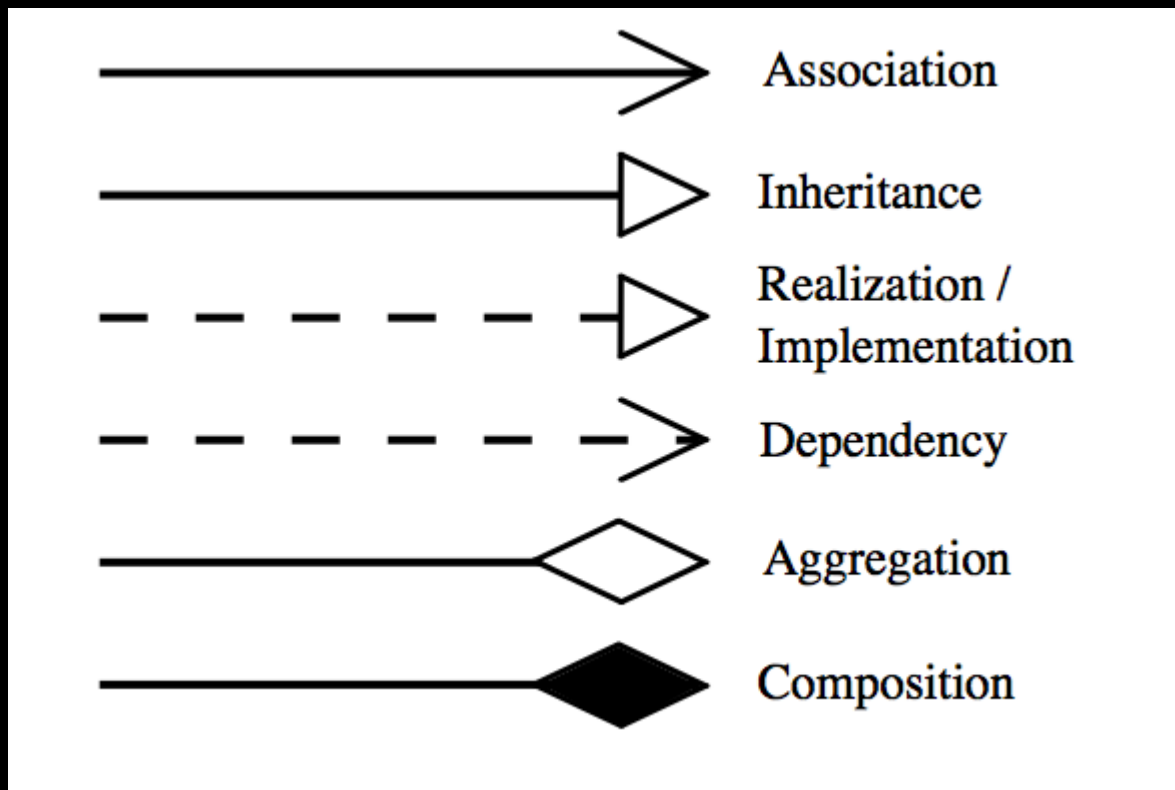 Association
Inheritance
Realization /
Implementation
Dependency
Aggregation
Composition